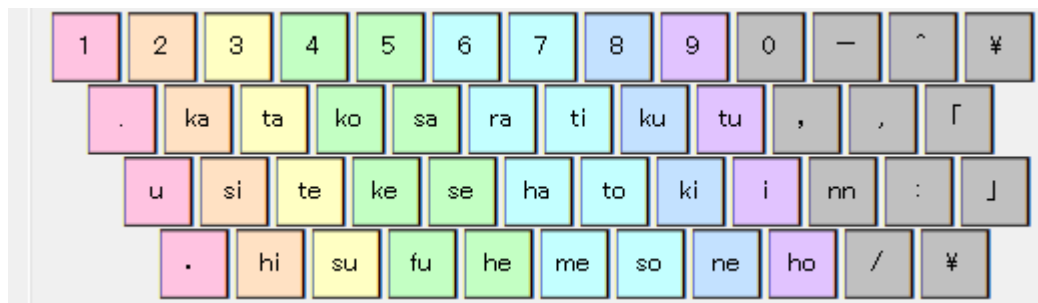 1 2 3 4 5 6 7 8 9 0 ー ^ ¥
. ka ta ko sa ra ti ku tu , , 「
u si te ke se ha to ki i nn : 」
・ hi su fu he me so ne ho / ¥